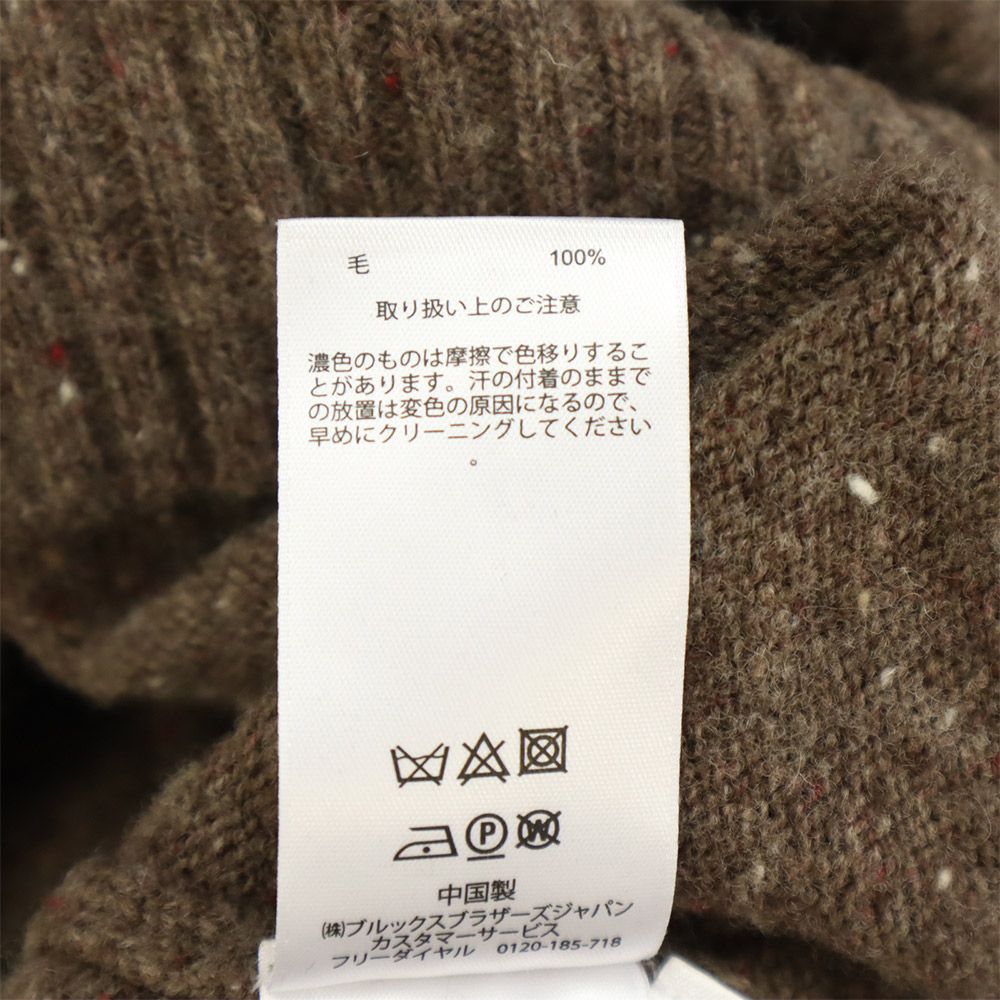 毛 100%
取り扱い上のご注意
濃色のものは摩擦で色移りするこ
とがあります。汗の付着のままで
の放置は変色の原因になるので、
早めにクリーニングしてください
。
P W
中国製
㈱ブルックスブラザーズジャパン
カスタマーサービス
フリーダイヤル 0120-185-718